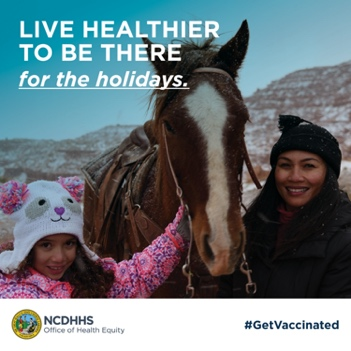 LIVE HEALTHIER
TO BE THERE
for the holidays.
NCDHHS
Office of Health Equity
#GetVaccinated